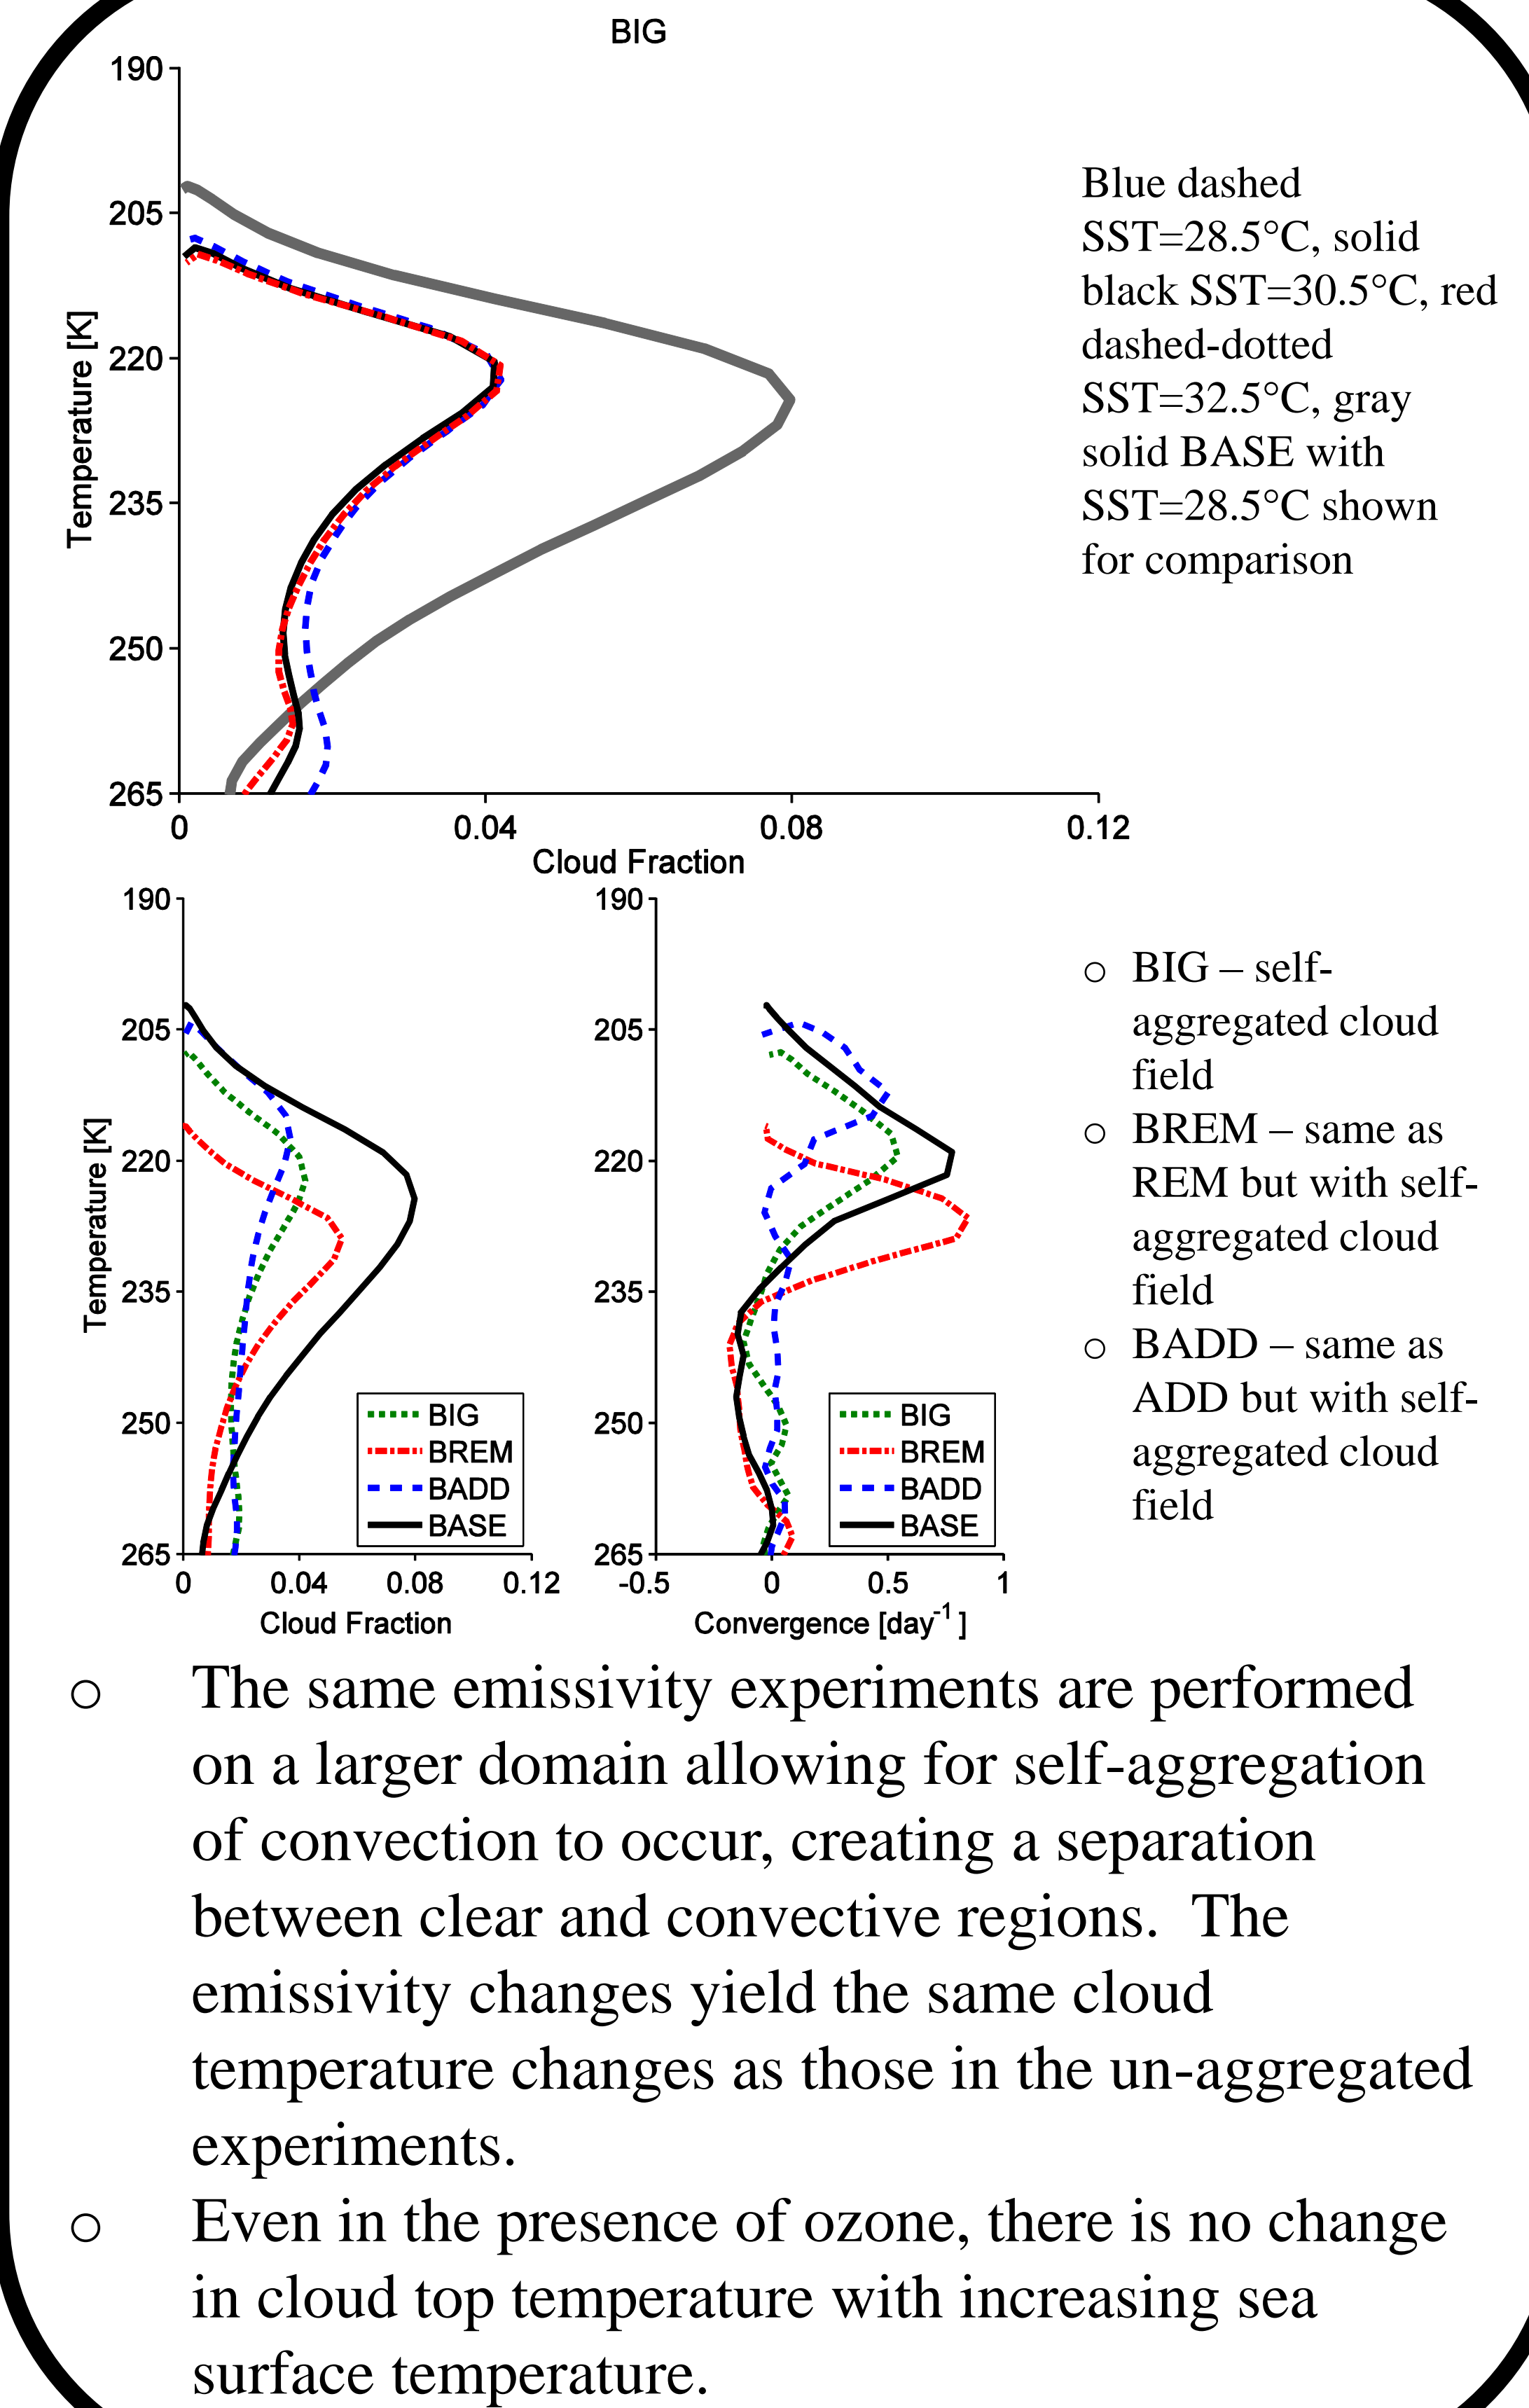 BIG
190
205
220
235
250
265
Temperature [K]
0
0.04
0.08
0.12
Cloud Fraction
Blue dashed
SST=28.5°C, solid
black SST=30.5°C, red
dashed-dotted
SST=32.5°C, gray
solid BASE with
SST=28.5°C shown
for comparison
190
205
220
235
250
265
Temperature [K]
0
0.04
0.08
0.12
Cloud Fraction
BIG
BREM
BADD
BASE
190
205
220
235
250
265
-0.5
0
0.5
1
Convergence [day⁻¹]
BIG
BREM
BADD
BASE
○ BIG – self-
aggregated cloud
field
○ BREM – same as
REM but with self-
aggregated cloud
field
○ BADD – same as
ADD but with self-
aggregated cloud
field
○ The same emissivity experiments are performed
on a larger domain allowing for self-aggregation
of convection to occur, creating a separation
between clear and convective regions. The
emissivity changes yield the same cloud
temperature changes as those in the un-aggregated
experiments.
○ Even in the presence of ozone, there is no change
in cloud top temperature with increasing sea
surface temperature.